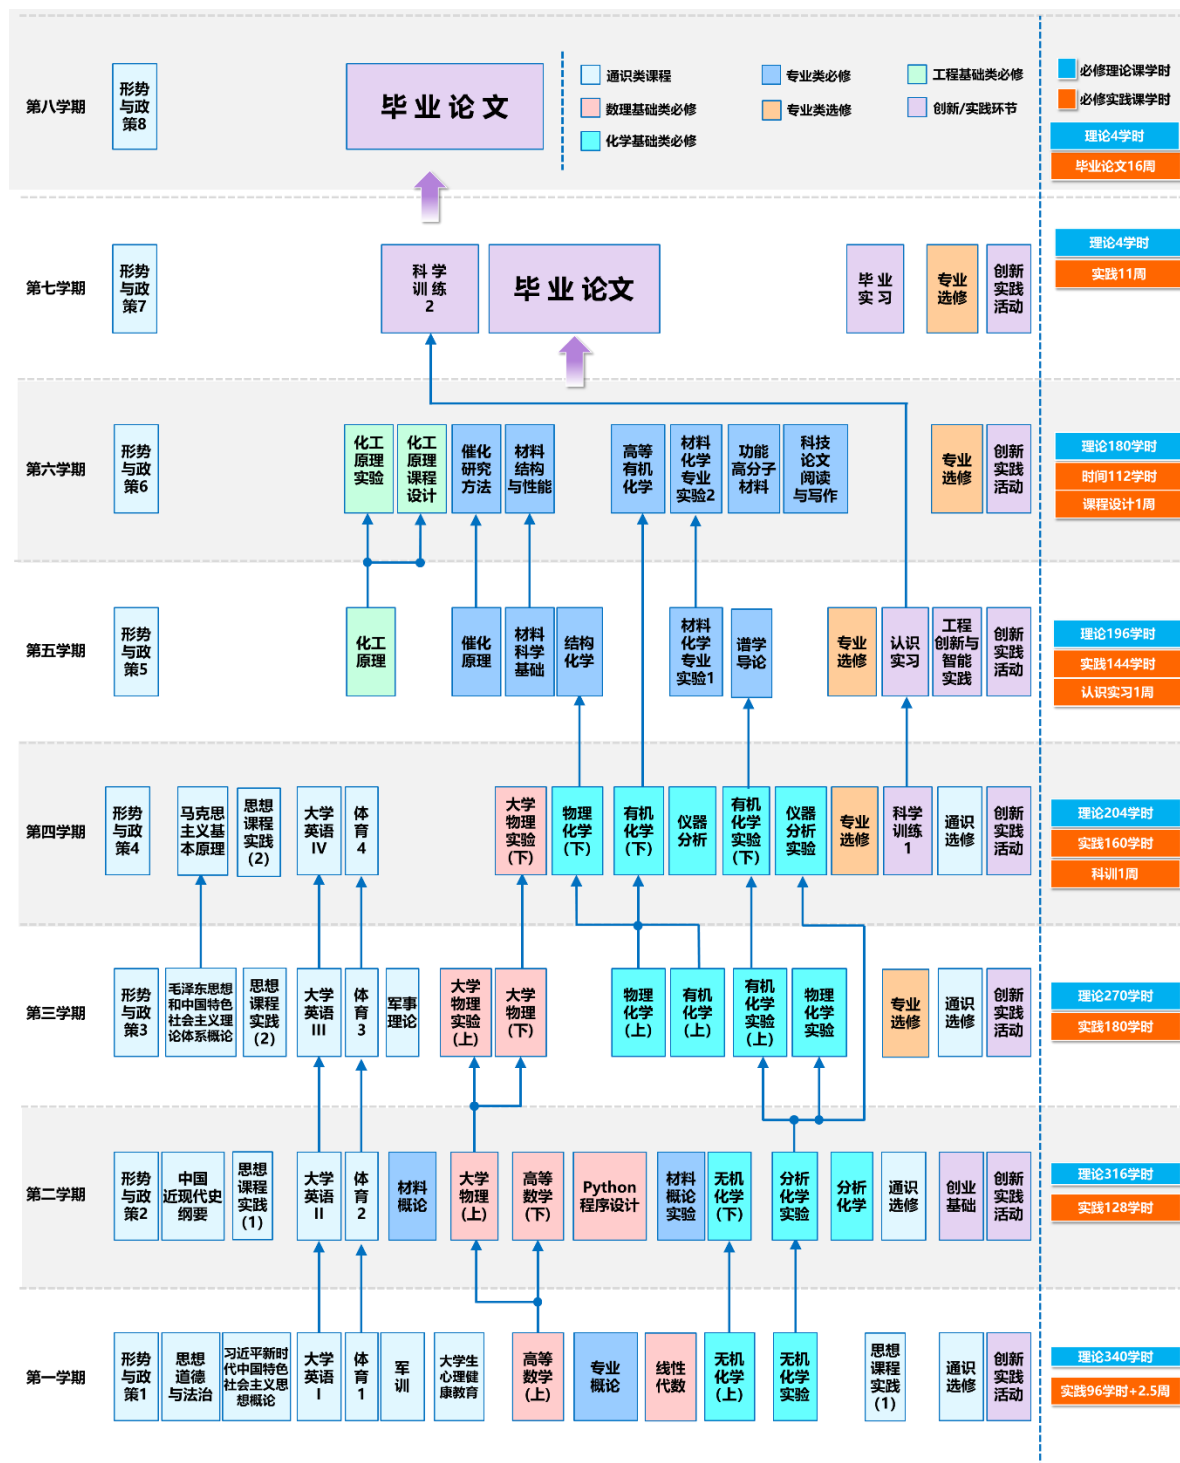 第八学期
形势
与政
策8
毕 业 论 文
通识类课程
专业类必修
工程基础类必修
数理基础类必修
专业类选修
创新/实践环节
化学基础类必修
必修理论课学时
必修实践课学时
理论4学时
毕业论文16周
第七学期
形势
与政
策7
科 学
训 练
2
毕 业 论文
毕 业
实 习
专业
选修
创新
实践
活动
理论4学时
实践11周
第六学期
形势
与政
策6
化工
原理
实验
化工
原理
课程
设计
催化
研究
方法
材料
结构
与性能
高等
有机
化学
材料
化学
专业
实验2
功能
高分子
材料
科技
论文
阅读
与写作
专业
选修
创新
实践
活动
理论180学时
时间112学时
课程设计1周
第五学期
形势
与政
策5
化工
原理
催化
原理
材料
科学
基础
结构
化学
材料
化学
专业
实验1
谱学
导论
专业
选修
认识
实习
工程
创新与
智能
实践
创新
实践
活动
理论196学时
实践144学时
认识实习1周
第四学期
形势
与政
策4
马克思
主义基
本原理
思想
课程
实践
(2)
大学
英语
IV
体
育
4
大学
物理
实验
(下)
物理
化学
(下)
有机
化学
(下)
仪器
分析
有机
化学
实验
(下)
仪器
分析
实验
专业
选修
科学
训练
1
通识
选修
创新
实践
活动
理论204学时
实践160学时
科训1周
第三学期
形势
与政
策3
毛泽东思想
和中国特色
社会主义理
论体系概论
思想
课程
实践
(2)
大学
英语
III
体
育
3
军事
理论
大学
物理
实验
(上)
大学
物理
(下)
物理
化学
(上)
有机
化学
(上)
有机
化学
实验
(上)
物理
化学
实验
专业
选修
通识
选修
创新
实践
活动
理论270学时
实践180学时
第二学期
形势
与政
策2
中国
近现代史
纲要
思想
课程
实践
(1)
大学
英语
II
体
育
2
材料
概论
大学
物理
(上)
高等
数学
(下)
Python
程序设计
材料
概论
实验
无机
化学
(下)
分析
化学
实验
分析
化学
通识
选修
创业
基础
创新
实践
活动
理论316学时
实践128学时
第一学期
形势
与政
策1
思想
道德
与法治
习近平新时
代中国特色
社会主义思
想概论
大学
英语
I
体
育
1
军
训
大学生
心理健
康教育
高等
数学
(上)
专业
概论
线性
代数
无机
化学
(上)
无机
化学
实验
思想
课程
实践
(1)
通识
选修
创新
实践
活动
理论340学时
实践96学时+2.5周